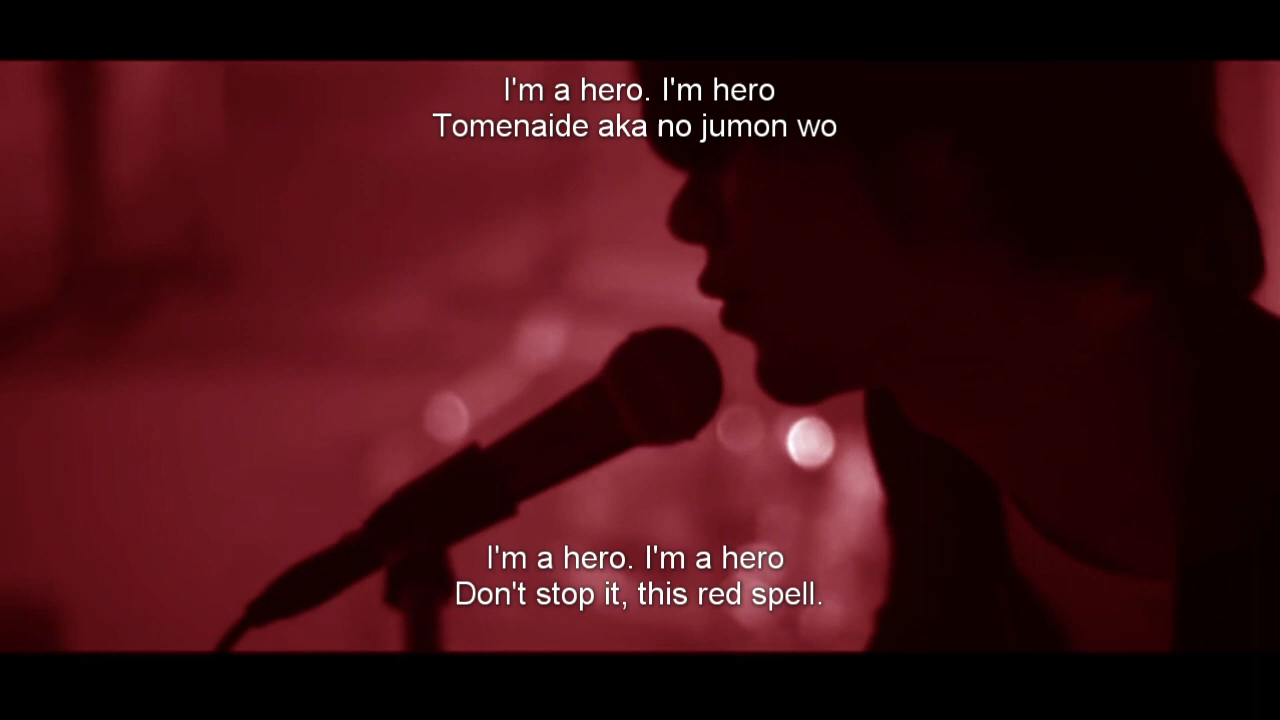 I'm a hero. I'm hero
Tomenaide aka no jumon wo
I'm a hero. I'm a hero
Don't stop it, this red spell.